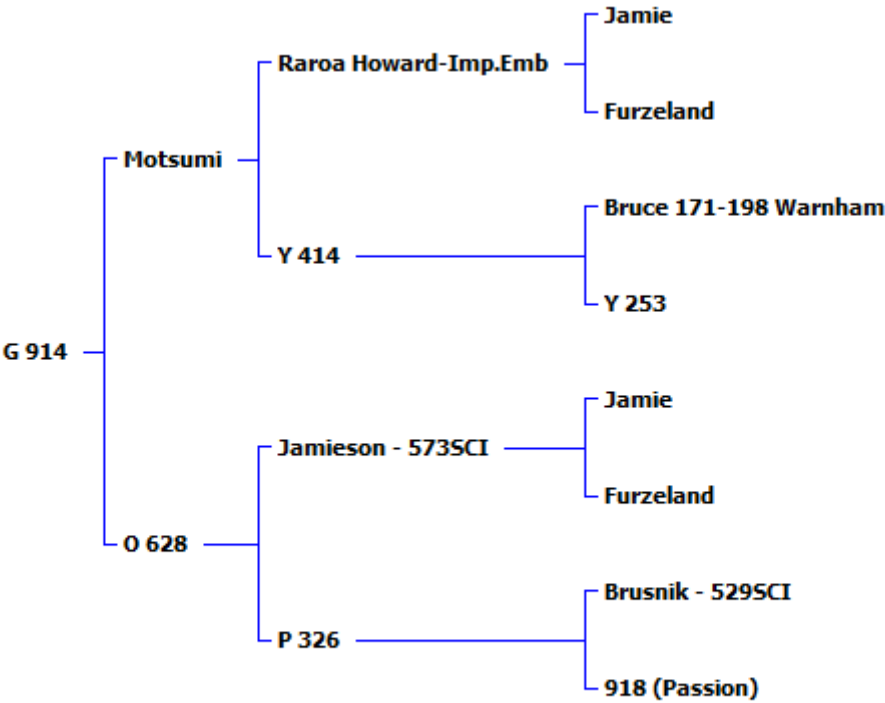 Jamie
Raroa Howard-Imp.Emb
Furzeland
Motsumi
Bruce 171-198 Warnham
Y 414
Y 253
G 914
Jamie
Jamieson - 573SCI
Furzeland
O 628
Brusnik - 529SCI
P 326
918 (Passion)